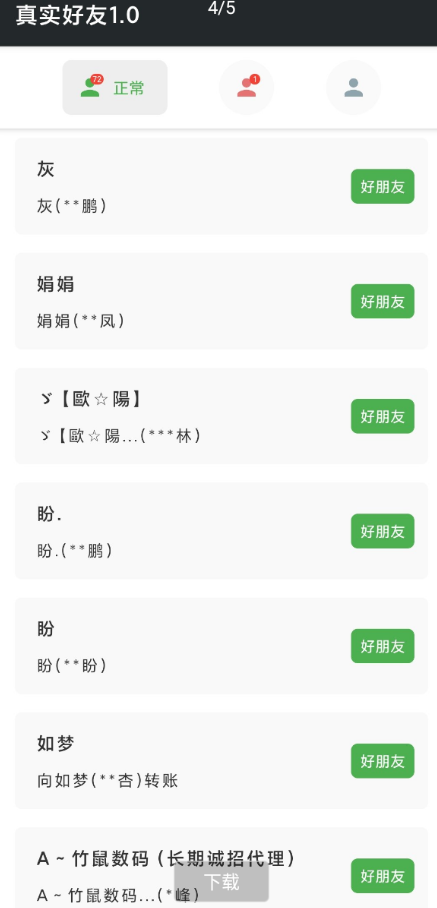 真实好友1.0
4/5
72
正常
1
灰
灰(**鹏)
好朋友
娟娟
娟娟(**凤)
好朋友
ゞ【歐☆陽】
ゞ【歐☆陽...(***林)
好朋友
盼.
盼.(**鹏)
好朋友
盼
盼(**盼)
好朋友
如梦
向如梦(**杏)转账
好朋友
A ~ 竹鼠数码 (长期诚招代理)
A ~ 竹鼠数码...(*峰)
好朋友
下载